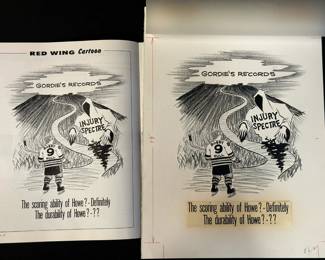 RED WING Cartoon
GORDIE'S RECORDS
INJURY
SPECTRE
9
The scoring ability of Howe?-Definitely
The durability of Howe?-??
GORDIE'S RECORDS
INJURY
SPECTRE
9
The scoring ability of Howe?-Definitely
The durability of Howe?-??